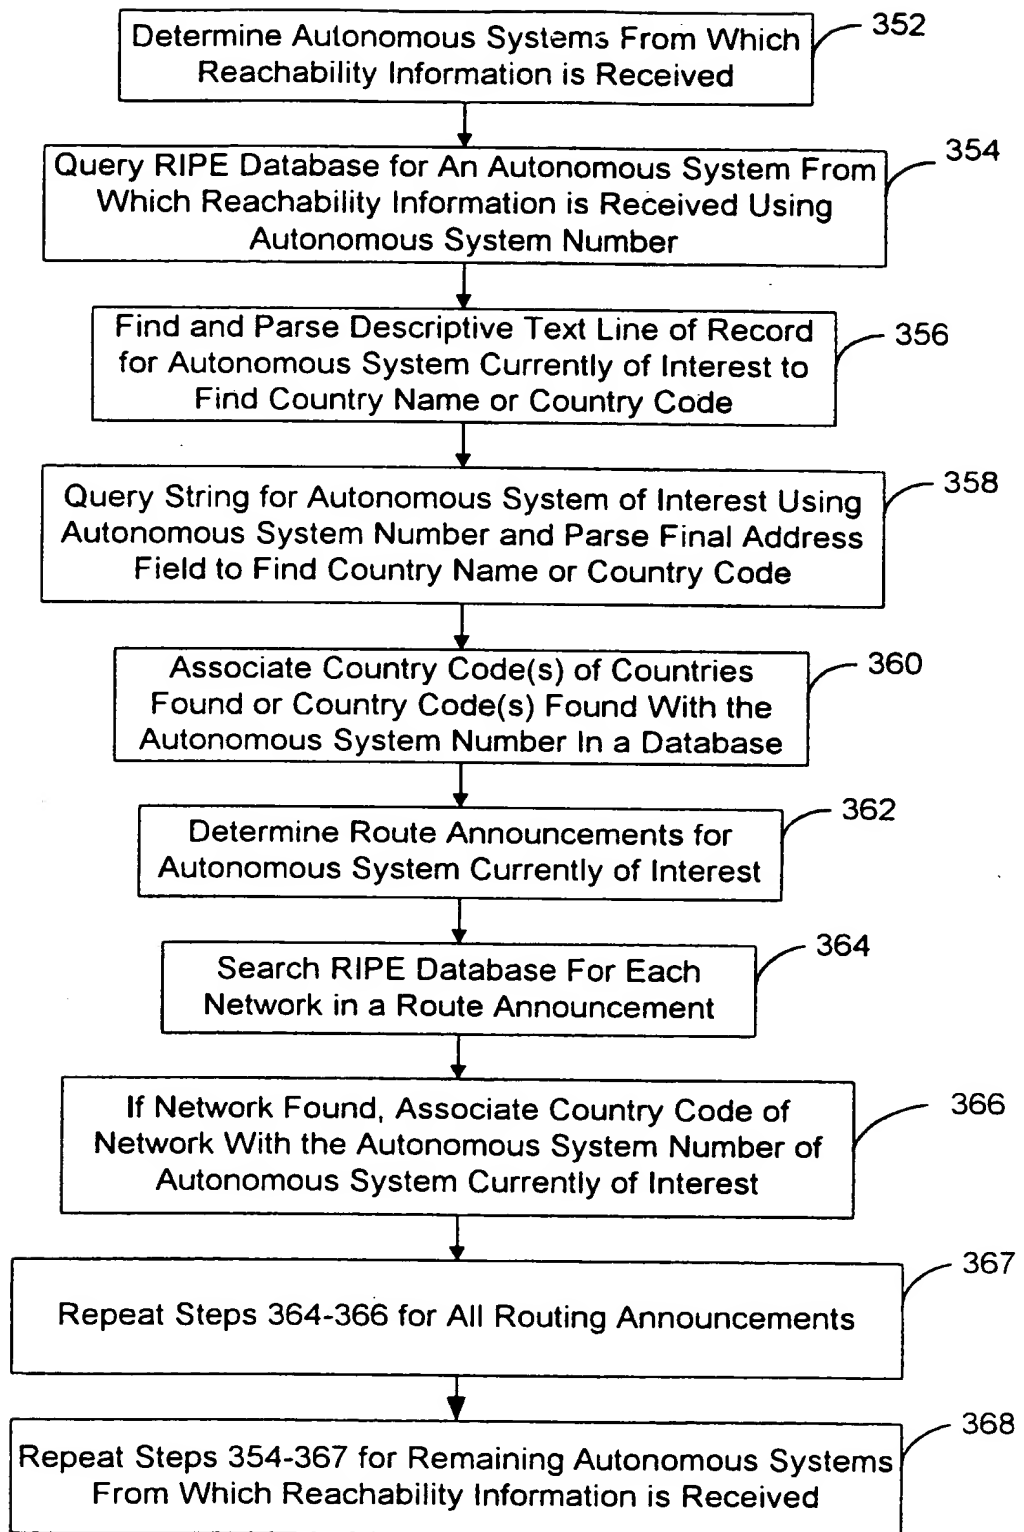 Determine Autonomous Systems From Which
Reachability Information is Received
352
Query RIPE Database for An Autonomous System From
Which Reachability Information is Received Using
Autonomous System Number
354
Find and Parse Descriptive Text Line of Record
for Autonomous System Currently of Interest to
Find Country Name or Country Code
356
Query String for Autonomous System of Interest Using
Autonomous System Number and Parse Final Address
Field to Find Country Name or Country Code
358
Associate Country Code(s) of Countries
Found or Country Code(s) Found With the
Autonomous System Number In a Database
360
Determine Route Announcements for
Autonomous System Currently of Interest
362
Search RIPE Database For Each
Network in a Route Announcement
364
If Network Found, Associate Country Code of
Network With the Autonomous System Number of
Autonomous System Currently of Interest
366
Repeat Steps 364-366 for All Routing Announcements
367
Repeat Steps 354-367 for Remaining Autonomous Systems
From Which Reachability Information is Received
368